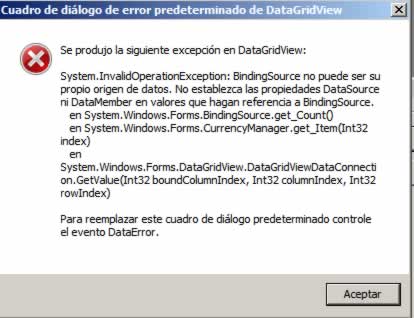 Cuadro de diálogo de error predeterminado de DataGridView
Se produjo la siguiente excepción en DataGridView:
System.InvalidOperationException: BindingSource no puede ser su
propio origen de datos. No establezca las propiedades DataSource
ni DataMember en valores que hagan referencia a BindingSource.
en System.Windows.Forms.BindingSource.get_Count()
en System.Windows.Forms.CurrencyManager.get_Item(Int32
index)
en
System.Windows.Forms.DataGridView.DataGridViewDataConnecti
on.GetValue(Int32 boundColumnIndex, Int32 columnIndex, Int32
rowIndex)
Para reemplazar este cuadro de diálogo predeterminado controle
el evento DataError.
Aceptar